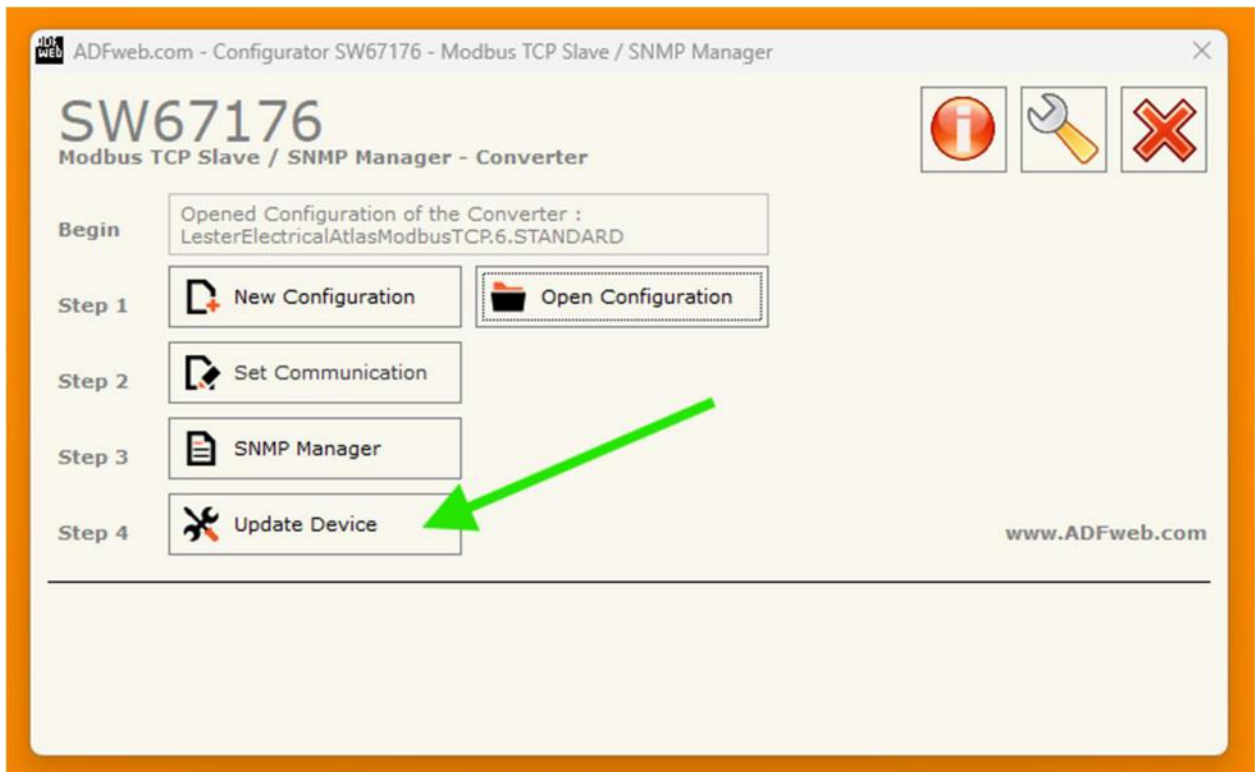 ADF WEB ADFweb.com - Configurator SW67176 - Modbus TCP Slave / SNMP Manager
SW67176
Modbus TCP Slave / SNMP Manager - Converter
Begin
Opened Configuration of the Converter :
LesterElectricalAtlasModbusTCP.6.STANDARD
Step 1 New Configuration Open Configuration
Step 2 Set Communication
Step 3 SNMP Manager
Step 4 Update Device
www.ADFweb.com